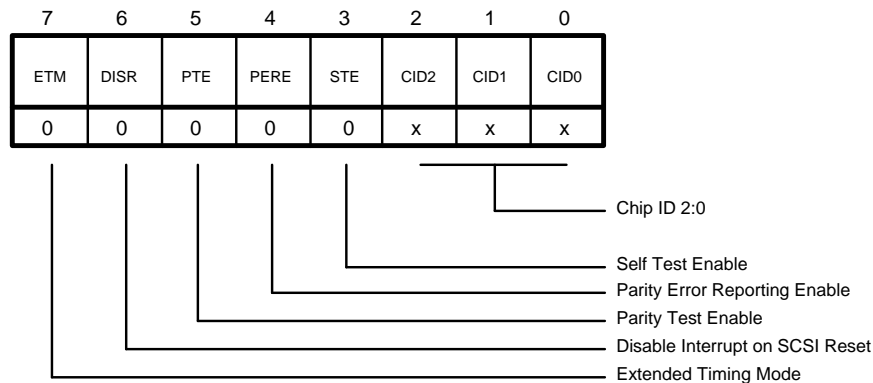 7 6 5 4 3 2 1 0
ETM DISR PTE PERE STE CID2 CID1 CID0
0 0 0 0 0 x x x
Chip ID 2:0
Self Test Enable
Parity Error Reporting Enable
Parity Test Enable
Disable Interrupt on SCSI Reset
Extended Timing Mode